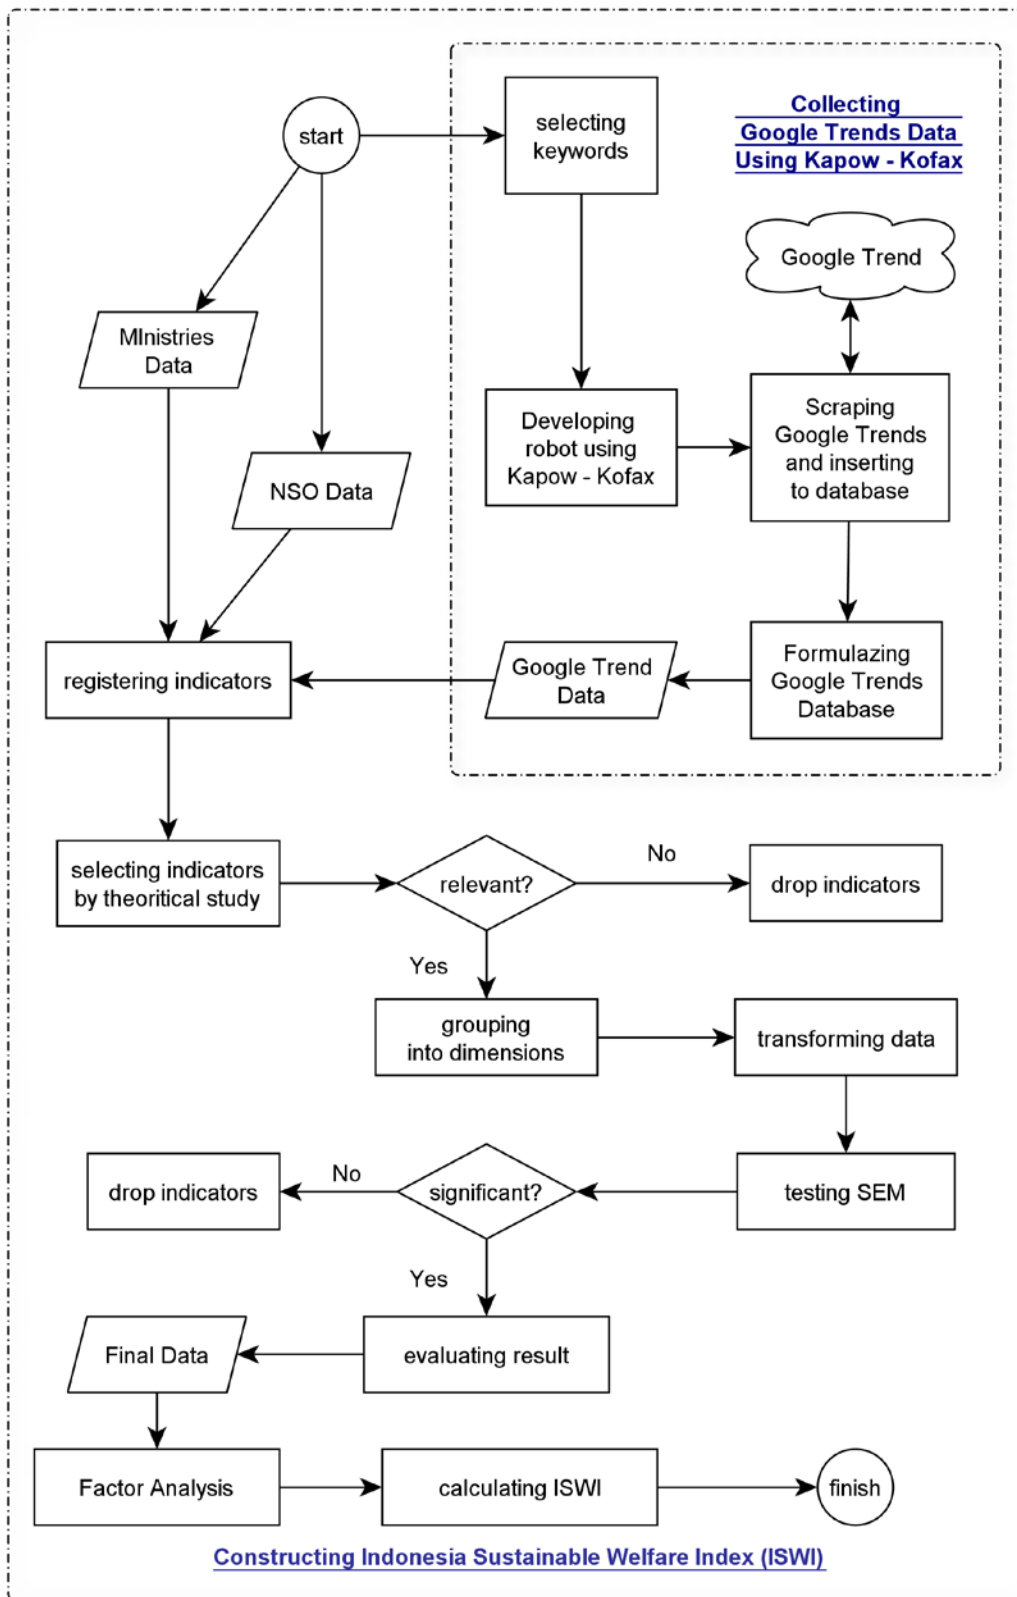 start
selecting
keywords
Collecting
Google Trends Data
Using Kapow - Kofax
Google Trend
MInistries
Data
NSO Data
Developing
robot using
Kapow - Kofax
Scraping
Google Trends
and inserting
to database
registering indicators
Google Trend
Data
Formulazing
Google Trends
Database
selecting indicators
by theoritical study
relevant?
No
drop indicators
Yes
grouping
into dimensions
transforming data
drop indicators
No
significant?
testing SEM
Yes
Final Data
evaluating result
Factor Analysis
calculating ISWI
finish
Constructing Indonesia Sustainable Welfare Index (ISWI)